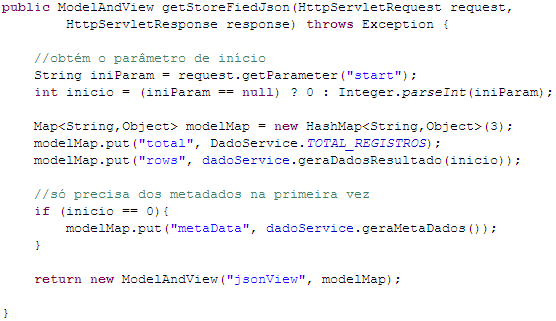 public ModelAndView getStoreFiedJson(HttpServletRequest request,
        HttpServletResponse response) throws Exception {

    //obtém o parâmetro de início
    String iniParam = request.getParameter("start");
    int inicio = (iniParam == null) ? 0 : Integer.parseInt(iniParam);

    Map<String,Object> modelMap = new HashMap<String,Object>(3);
    modelMap.put("total", DadoService.TOTAL_REGISTROS);
    modelMap.put("rows", dadoService.geraDadosResultado(inicio));

    //só precisa dos metadados na primeira vez
    if (inicio == 0){
        modelMap.put("metaData", dadoService.geraMetaDados());
    }

    return new ModelAndView("jsonView", modelMap);

}